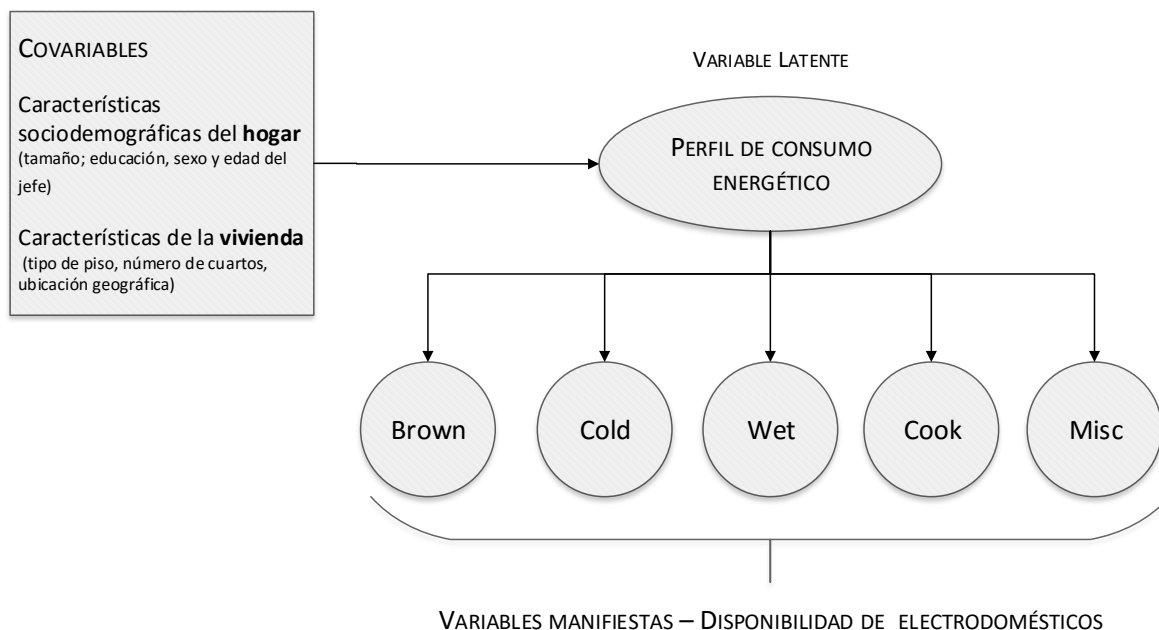 COVARIABLES
Características
sociodemográficas del hogar
(tamaño; educación, sexo y edad del
jefe)
Características de la vivienda
(tipo de piso, número de cuartos,
ubicación geográfica)
VARIABLE LATENTE
PERFIL DE CONSUMO
ENERGÉTICO
Brown
Cold
Wet
Cook
Misc
VARIABLES MANIFIESTAS – DISPONIBILIDAD DE ELECTRODOMÉSTICOS